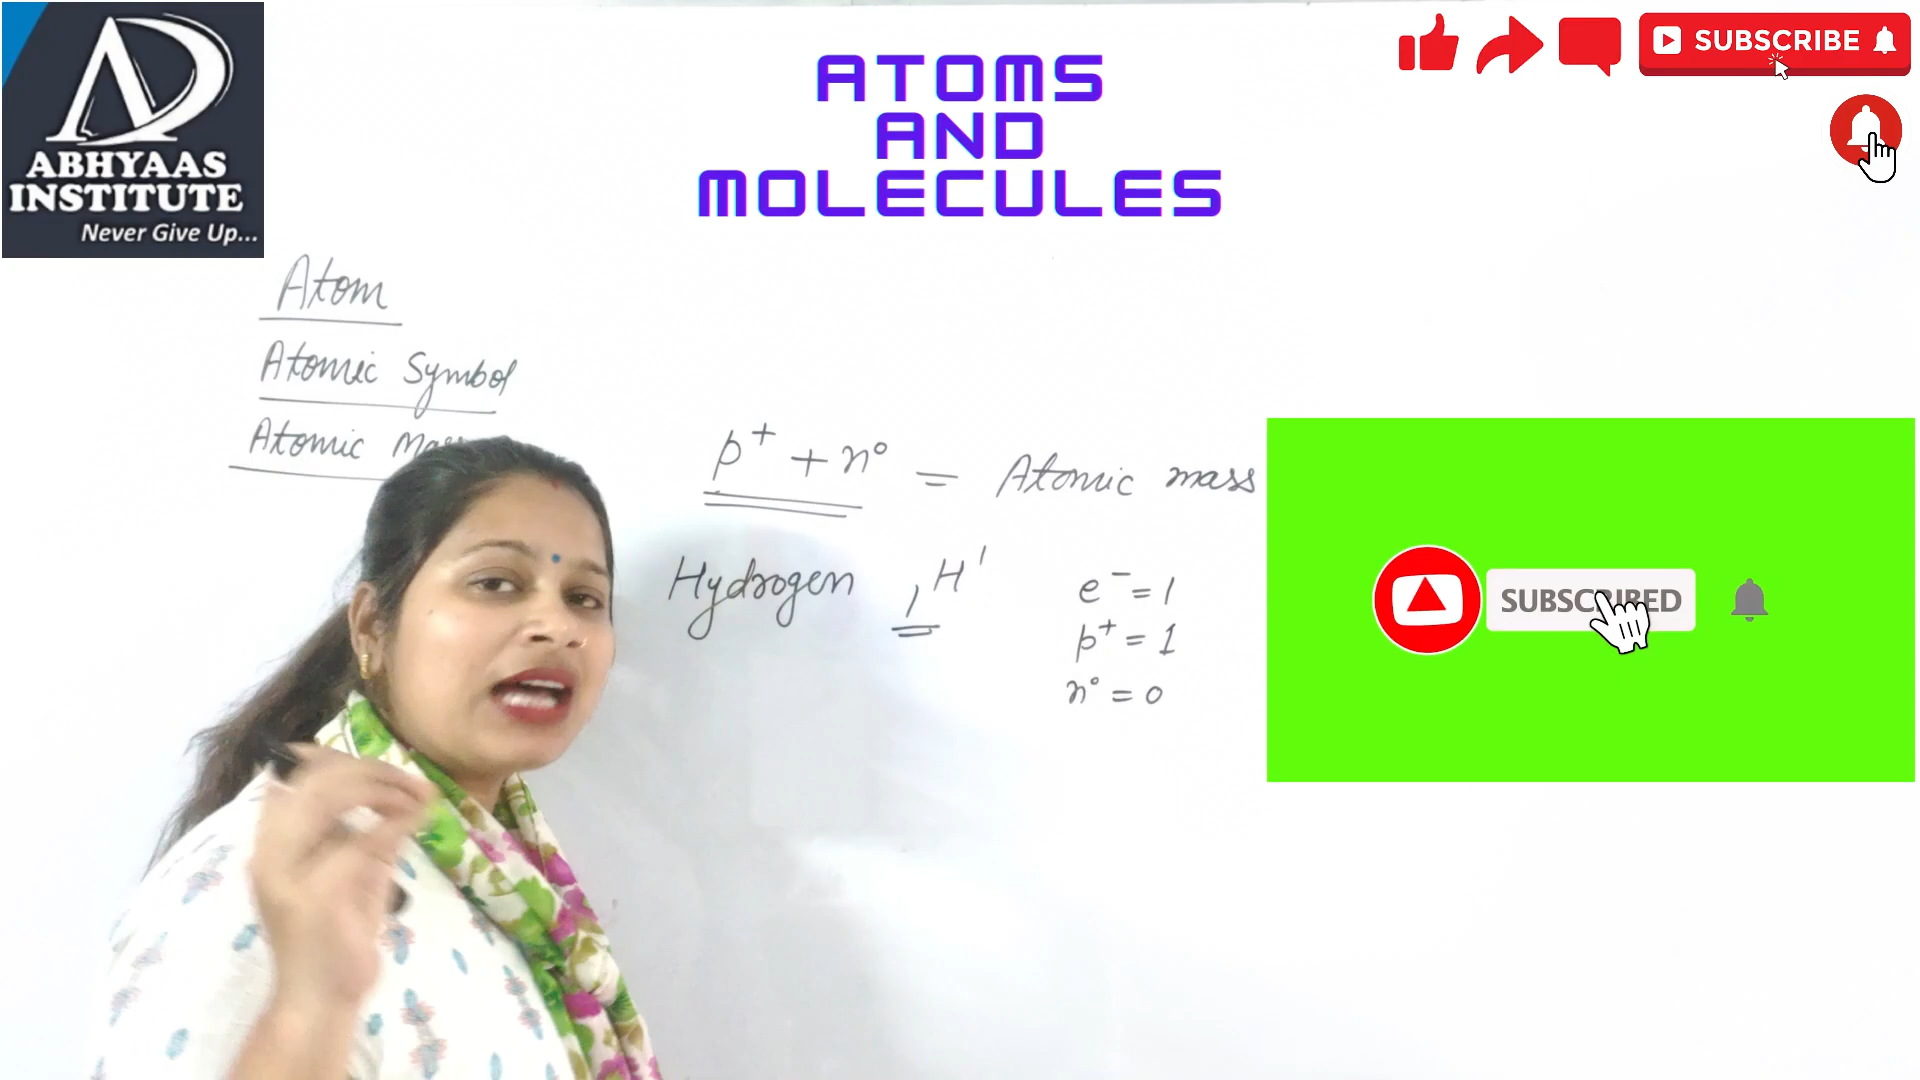 ABHYAAS
INSTITUTE
Never Give Up...
ATOMS
AND
MOLECULES
SUBSCRIBE
Atom
Atomic Symbol
Atomic
p⁺ + n° = Atomic mass
Hydrogen ₁H¹
e⁻ = 1
p⁺ = 1
n° = 0
SUBSCRIBED